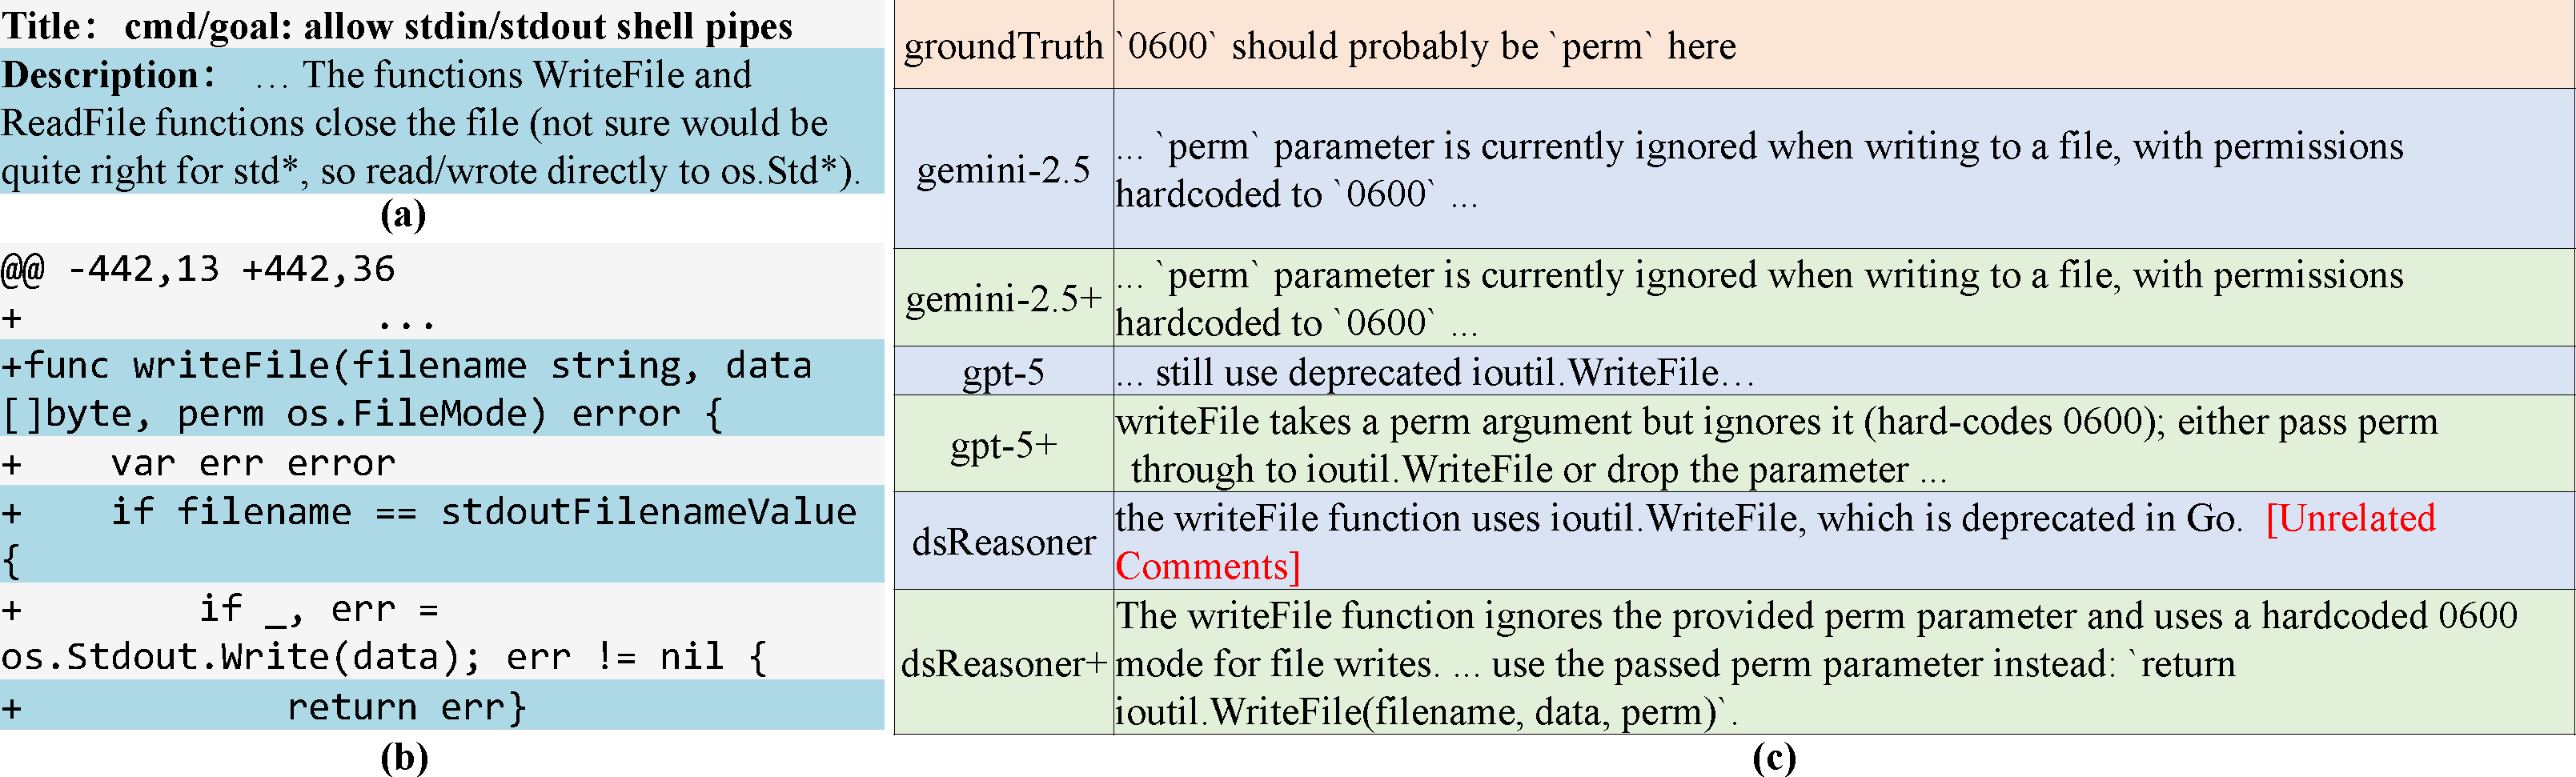 Title: cmd/goal: allow stdin/stdout shell pipes
Description: ... The functions WriteFile and
ReadFile functions close the file (not sure would be
quite right for std*, so read/wrote directly to os.Std*).
(a)
@@ -442,13 +442,36
+ ...
+func writeFile(filename string, data
[]byte, perm os.FileMode) error {
+ var err error
+ if filename == stdoutFilenameValue
{
+ if _, err =
os.Stdout.Write(data); err != nil {
+ return err}
(b)
groundTruth `0600` should probably be `perm` here
gemini-2.5
... `perm` parameter is currently ignored when writing to a file, with permissions
hardcoded to `0600` ...
gemini-2.5+
... `perm` parameter is currently ignored when writing to a file, with permissions
hardcoded to `0600` ...
gpt-5 ... still use deprecated ioutil.WriteFile...
gpt-5+
writeFile takes a perm argument but ignores it (hard-codes 0600); either pass perm
through to ioutil.WriteFile or drop the parameter ...
dsReasoner
the writeFile function uses ioutil.WriteFile, which is deprecated in Go. [Unrelated
Comments]
dsReasoner+
The writeFile function ignores the provided perm parameter and uses a hardcoded 0600
mode for file writes. ... use the passed perm parameter instead: `return
ioutil.WriteFile(filename, data, perm)`.
(c)